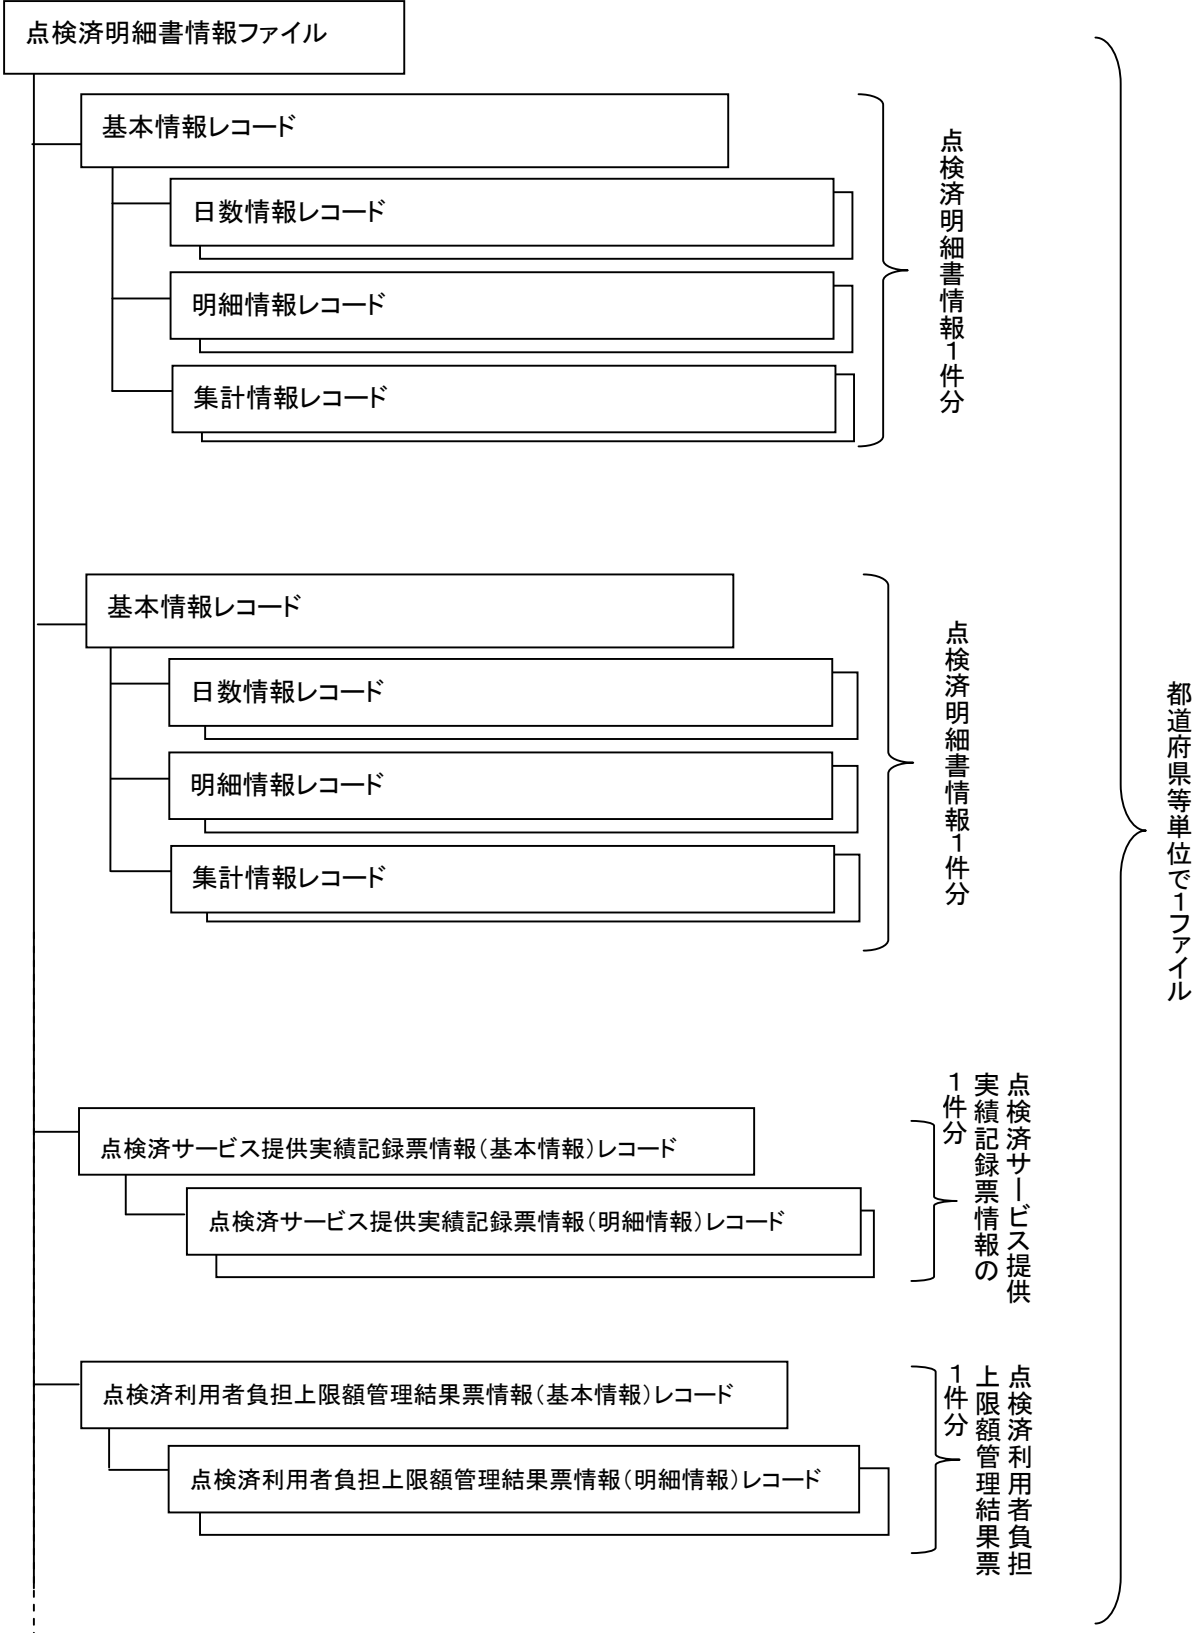 点検済明細書情報ファイル
基本情報レコード
日数情報レコード
明細情報レコード
集計情報レコード
点検済明細書情報１件分
基本情報レコード
日数情報レコード
明細情報レコード
集計情報レコード
点検済明細書情報１件分
都道府県等単位で１ファイル
点検済サービス提供実績記録票情報（基本情報）レコード
点検済サービス提供実績記録票情報（明細情報）レコード
点検済サービス提供
実績記録票情報の
１件分
点検済利用者負担上限額管理結果票情報（基本情報）レコード
点検済利用者負担上限額管理結果票情報（明細情報）レコード
点検済利用者負担
上限額管理結果票
１件分